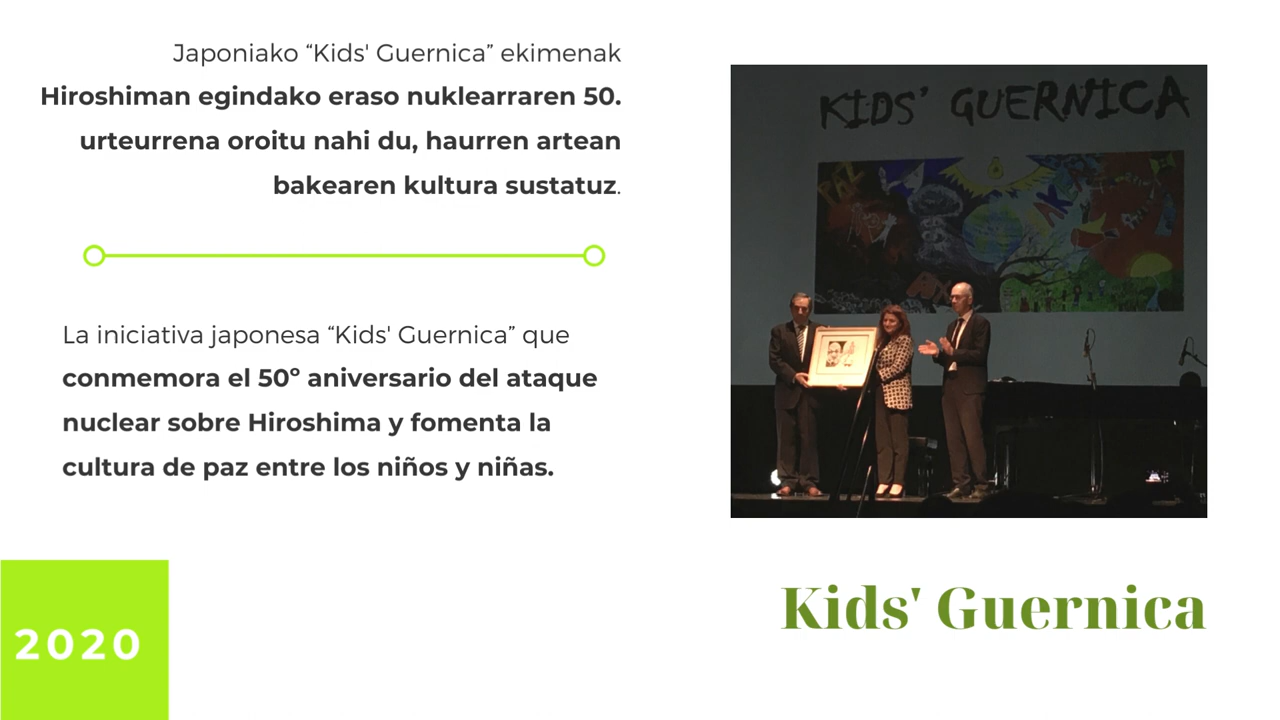 Japoniako “Kids' Guernica” ekimenak
Hiroshiman egindako eraso nuklearraren 50.
urteurrena oroitu nahi du, haurren artean
bakearen kultura sustatuz.
La iniciativa japonesa “Kids' Guernica” que
conmemora el 50º aniversario del ataque
nuclear sobre Hiroshima y fomenta la
cultura de paz entre los niños y niñas.
2020
KIDS' GUERNICA
PAZ
Kids' Guernica